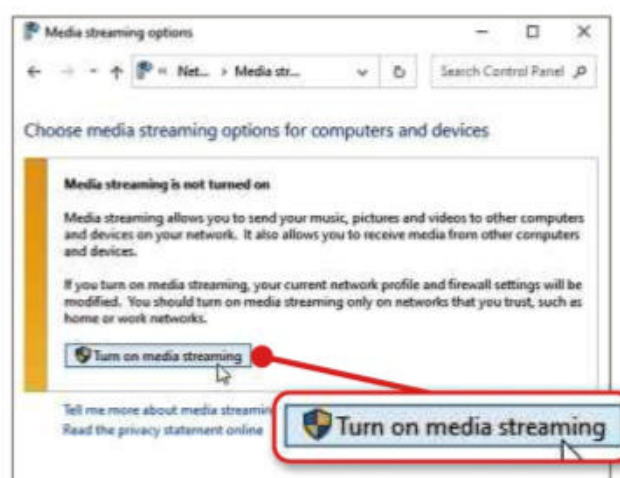 Media streaming options
Net... > Media str...
Search Control Panel
Choose media streaming options for computers and devices
Media streaming is not turned on
Media streaming allows you to send your music, pictures and videos to other computers
and devices on your network. It also allows you to receive media from other computers
and devices.
If you turn on media streaming, your current network profile and firewall settings will be
modified. You should turn on media streaming only on networks that you trust, such as
home or work networks.
Turn on media streaming
Tell me more about media streamin
Read the privacy statement online
Turn on media streaming